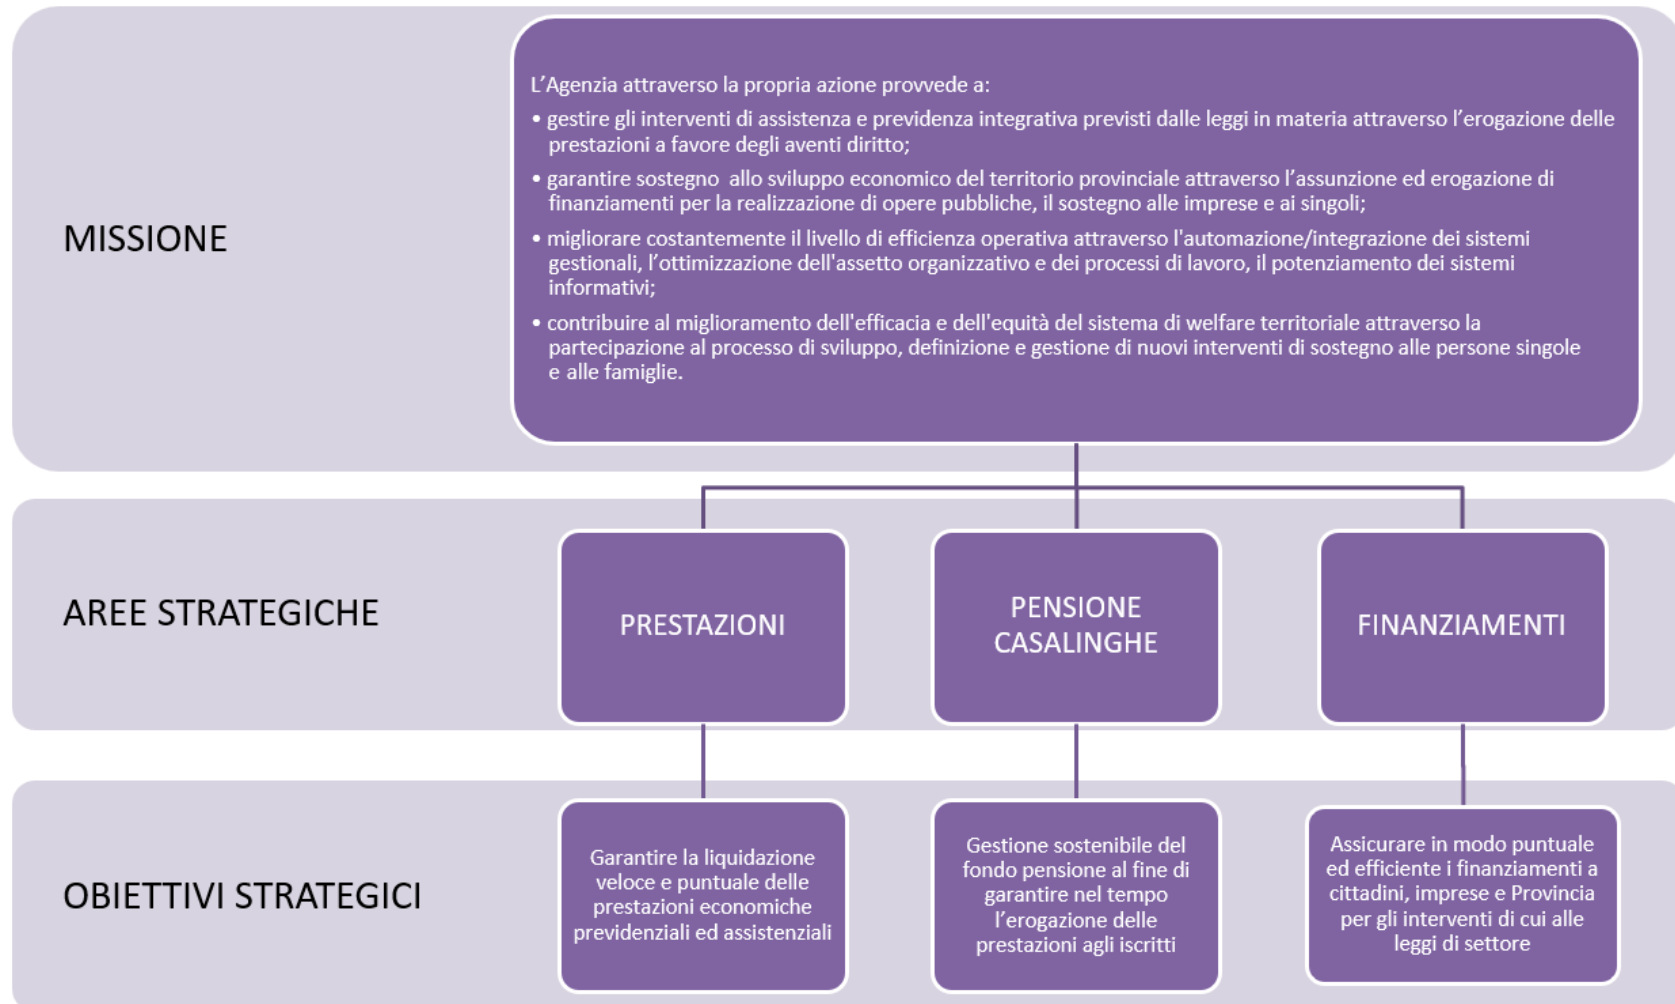 MISSIONE
L'Agenzia attraverso la propria azione provvede a:
• gestire gli interventi di assistenza e previdenza integrativa previsti dalle leggi in materia attraverso l'erogazione delle
prestazioni a favore degli aventi diritto;
• garantire sostegno allo sviluppo economico del territorio provinciale attraverso l'assunzione ed erogazione di
finanziamenti per la realizzazione di opere pubbliche, il sostegno alle imprese e ai singoli;
• migliorare costantemente il livello di efficienza operativa attraverso l'automazione/integrazione dei sistemi
gestionali, l'ottimizzazione dell'assetto organizzativo e dei processi di lavoro, il potenziamento dei sistemi
informativi;
• contribuire al miglioramento dell'efficacia e dell'equità del sistema di welfare territoriale attraverso la
partecipazione al processo di sviluppo, definizione e gestione di nuovi interventi di sostegno alle persone singole
e alle famiglie.
AREE STRATEGICHE
PRESTAZIONI
PENSIONE
CASALINGHE
FINANZIAMENTI
OBIETTIVI STRATEGICI
Garantire la liquidazione
veloce e puntuale delle
prestazioni economiche
previdenziali ed assistenziali
Gestione sostenibile del
fondo pensione al fine di
garantire nel tempo
l'erogazione delle
prestazioni agli iscritti
Assicurare in modo puntuale
ed efficiente i finanziamenti a
cittadini, imprese e Provincia
per gli interventi di cui alle
leggi di settore